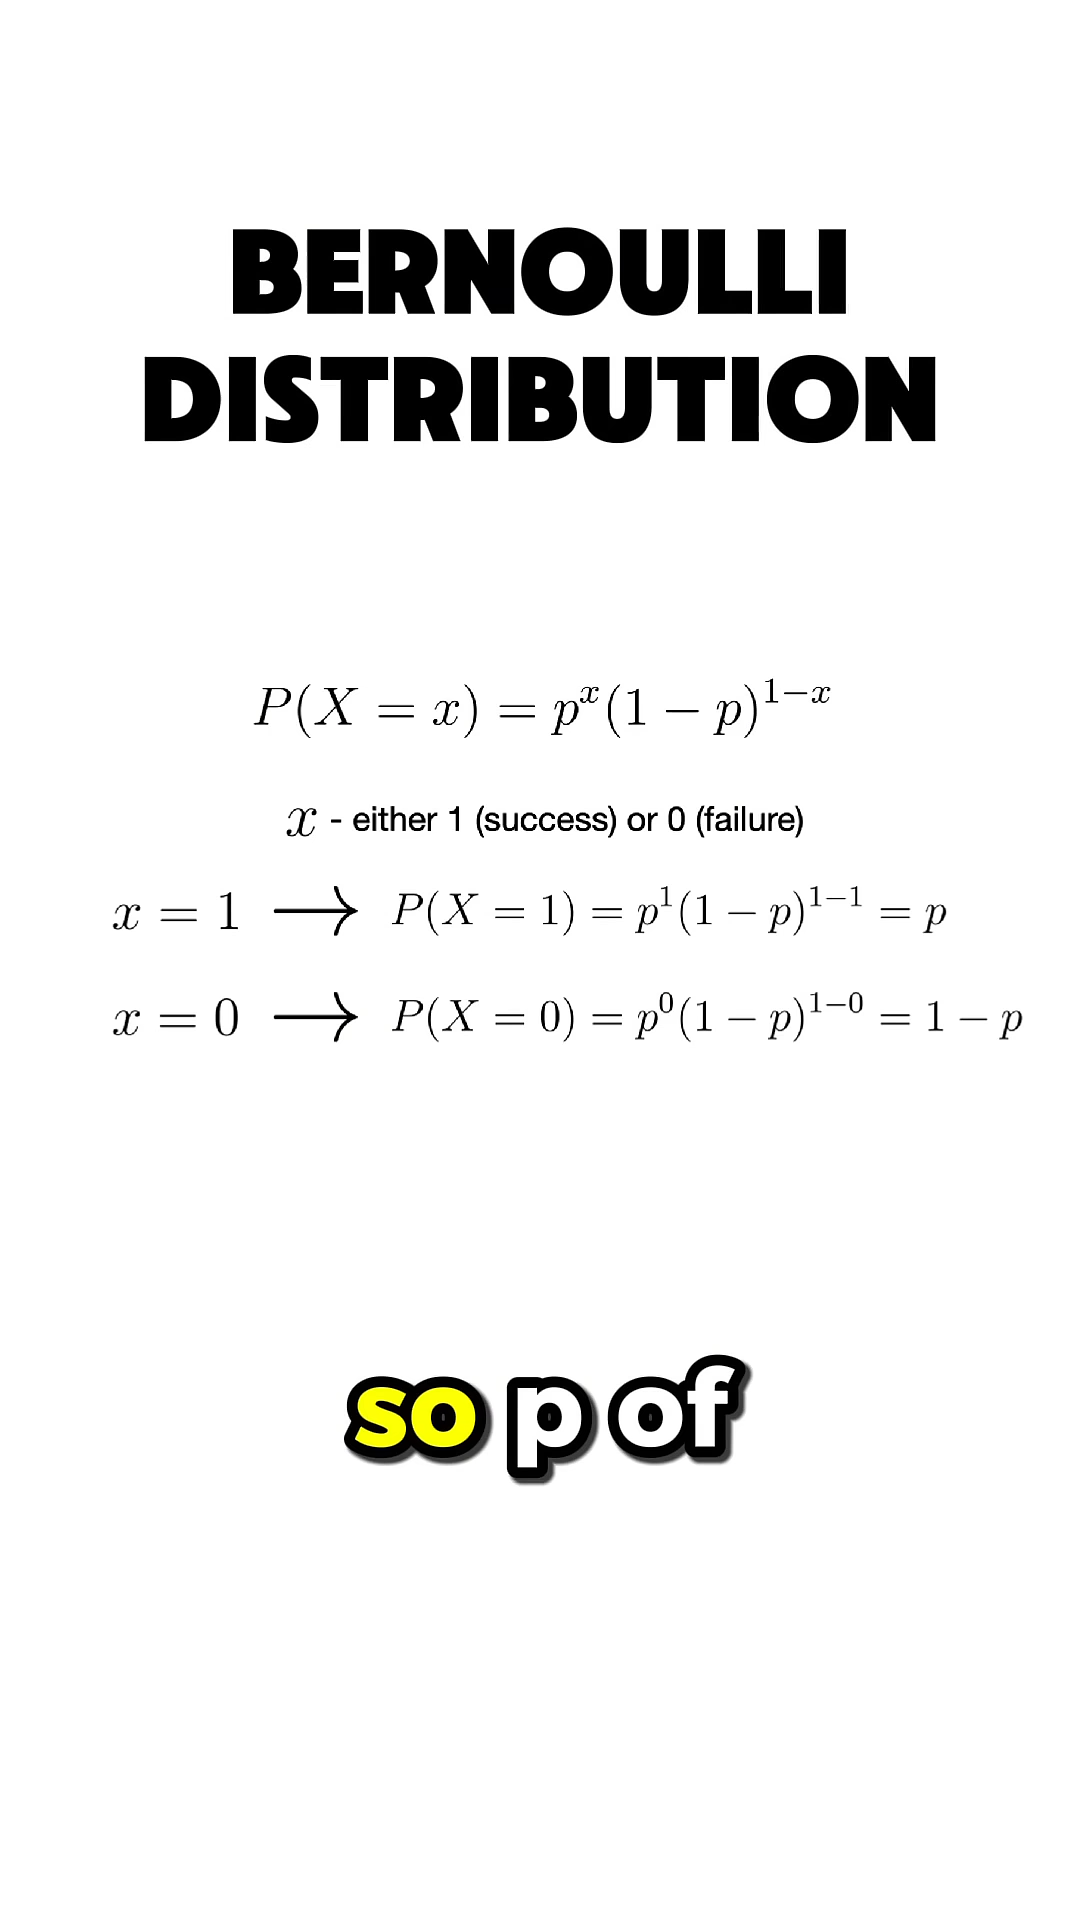 BERNOULLI
DISTRIBUTION
P(X = x) = p^x(1 − p)^{1−x}
x - either 1 (success) or 0 (failure)
x = 1 ⟶ P(X = 1) = p^1(1 − p)^{1−1} = p
x = 0 ⟶ P(X = 0) = p^0(1 − p)^{1−0} = 1 − p
so p of